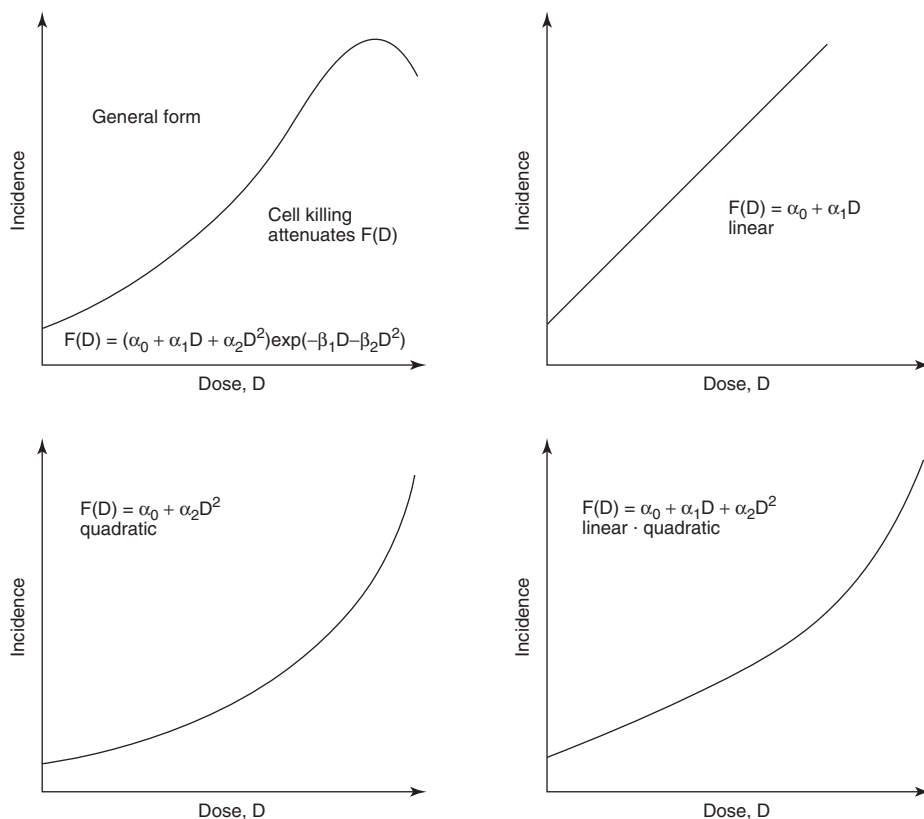 General form
Cell killing
attenuates F(D)
F(D) = (α₀ + α₁D + α₂D²)exp(−β₁D−β₂D²)
Incidence
Dose, D
F(D) = α₀ + α₁D
linear
Incidence
Dose, D
F(D) = α₀ + α₂D²
quadratic
Incidence
Dose, D
F(D) = α₀ + α₁D + α₂D²
linear · quadratic
Incidence
Dose, D